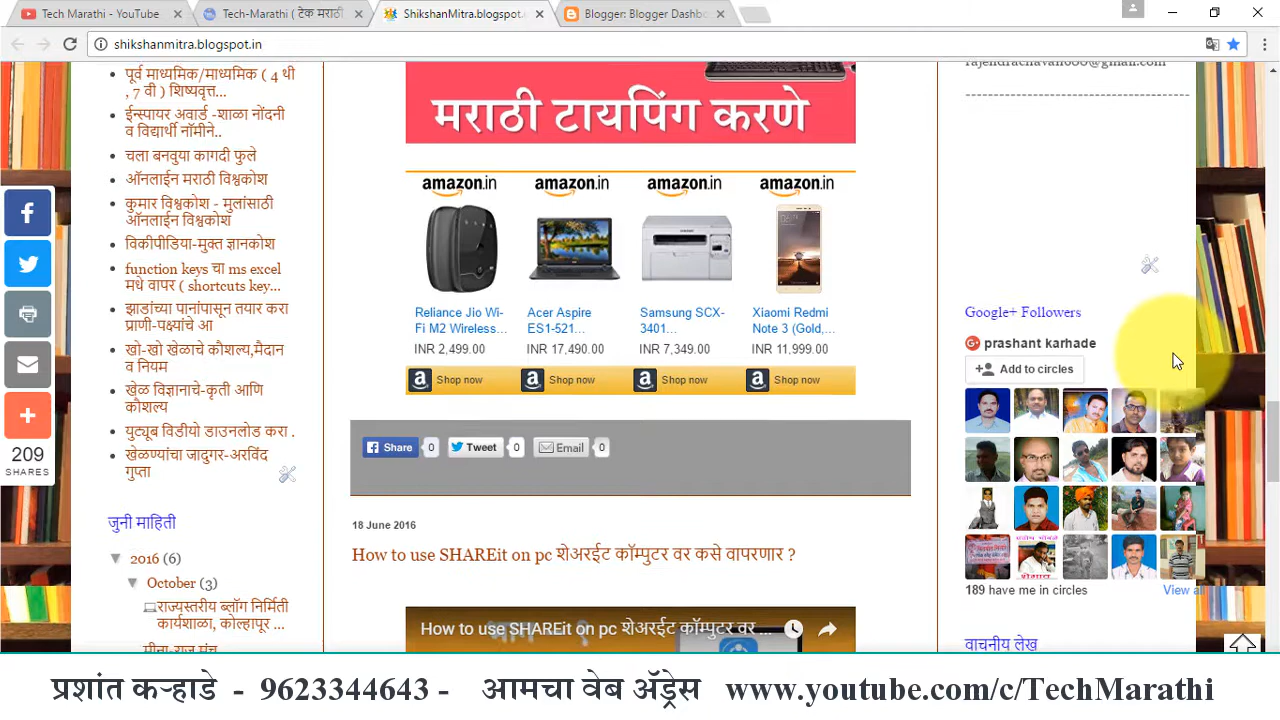 Tech Marathi - YouTube
Tech-Marathi ( टेक मराठी
ShikshanMitra.blogspot.
Blogger: Blogger Dashbo
shikshanmitra.blogspot.in
पूर्व माध्यमिक/माध्यमिक ( 4 थी
, 7 वी ) शिष्यवृत्त...
ईन्स्पायर अवार्ड -शाळा नोंदनी
व विद्यार्थी नॉमीने..
चला बनवुया कागदी फुले
ऑनलाईन मराठी विश्वकोश
कुमार विश्वकोश - मुलांसाठी
ऑनलाईन विश्वकोश
विकीपीडिया-मुक्त ज्ञानकोश
function keys चा ms excel
मधे वापर ( shortcuts key...
झाडांच्या पानांपासून तयार करा
प्राणी-पक्ष्यांचे आ
खो-खो खेळाचे कौशल्य,मैदान
व नियम
खेळ विज्ञानाचे-कृती आणि
कौशल्य
युट्यूब विडीयो डाउनलोड करा .
खेळण्यांचा जादुगर-अरविंद
गुप्ता
209
SHARES
जुनी माहिती
▼ 2016 (6)
▼ October (3)
राज्यस्तरीय ब्लॉग निर्मिती
कार्यशाळा, कोल्हापूर ...
मीना-राजू मंच
मराठी टायपिंग करणे
amazon.in amazon.in amazon.in amazon.in
Reliance Jio Wi-
Fi M2 Wireless...
INR 2,499.00
Shop now
Acer Aspire
ES1-521...
INR 17,490.00
Shop now
Samsung SCX-
3401...
INR 7,349.00
Shop now
Xiaomi Redmi
Note 3 (Gold,...
INR 11,999.00
Shop now
Share 0 Tweet 0 Email 0
18 June 2016
How to use SHAREit on pc शेअरईट कॉम्पुटर वर कसे वापरणार ?
How to use SHAREit on pc शेअरईट कॉम्पुटर वर ...
rajendrachavan600@gmail.com
Google+ Followers
prashant karhade
Add to circles
189 have me in circles
View all
वाचनीय लेख
प्रशांत कऱ्हाडे - 9623344643 - आमचा वेब ॲड्रेस www.youtube.com/c/TechMarathi